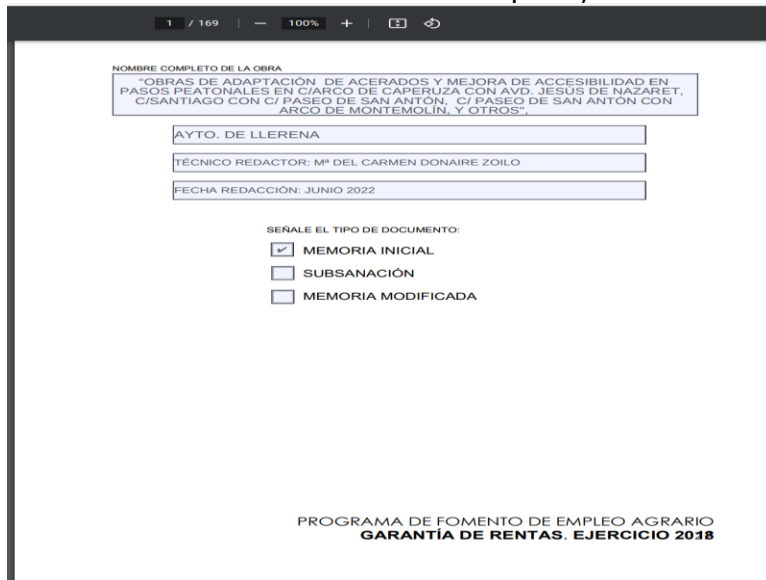 1 / 169 | — 100% + |
NOMBRE COMPLETO DE LA OBRA
"OBRAS DE ADAPTACIÓN DE ACERADOS Y MEJORA DE ACCESIBILIDAD EN
PASOS PEATONALES EN C/ARCO DE CAPERUZA CON AVD. JESÚS DE NAZARET,
C/SANTIAGO CON C/ PASEO DE SAN ANTÓN, C/ PASEO DE SAN ANTÓN CON
ARCO DE MONTEMOLÍN, Y OTROS",
AYTO. DE LLERENA
TÉCNICO REDACTOR: Mª DEL CARMEN DONAIRE ZOILO
FECHA REDACCIÓN: JUNIO 2022
SEÑALE EL TIPO DE DOCUMENTO:
MEMORIA INICIAL
SUBSANACIÓN
MEMORIA MODIFICADA
PROGRAMA DE FOMENTO DE EMPLEO AGRARIO
GARANTÍA DE RENTAS. EJERCICIO